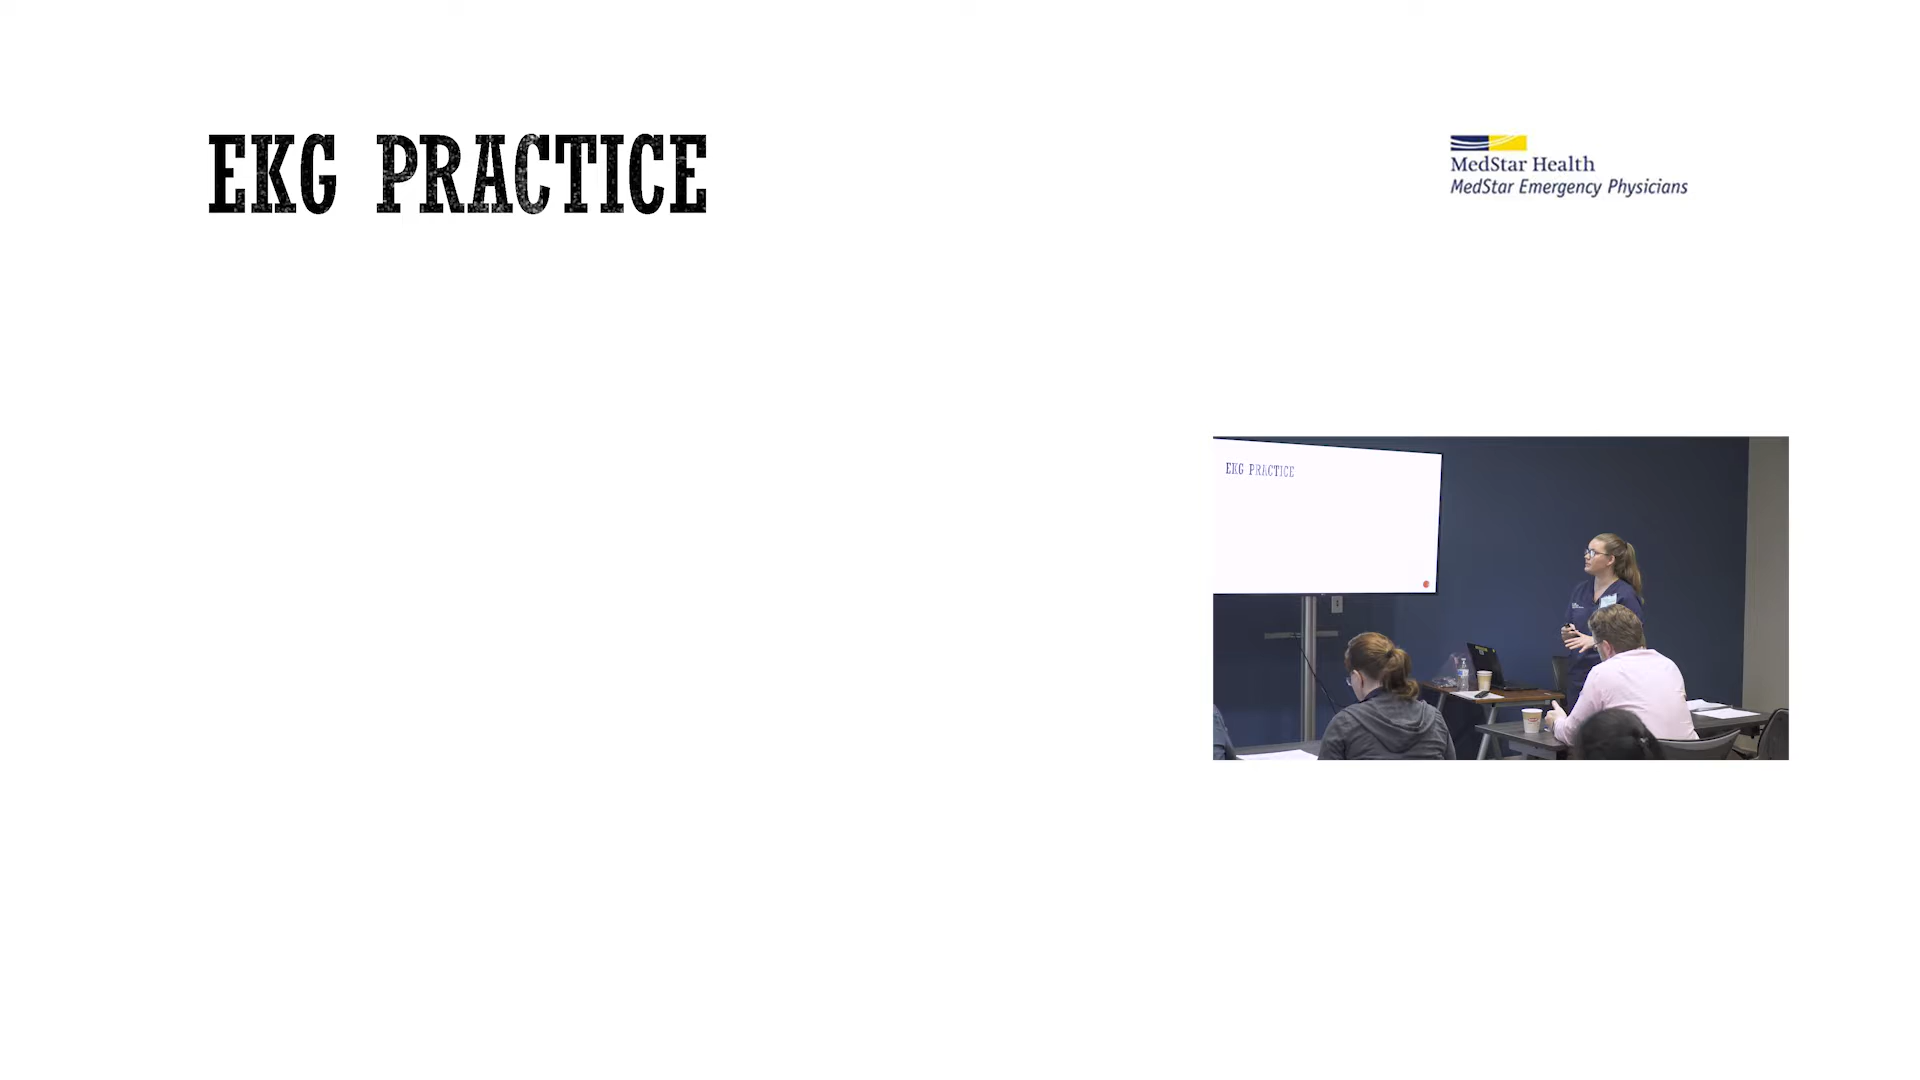 EKG PRACTICE
MedStar Health
MedStar Emergency Physicians
EKG PRACTICE